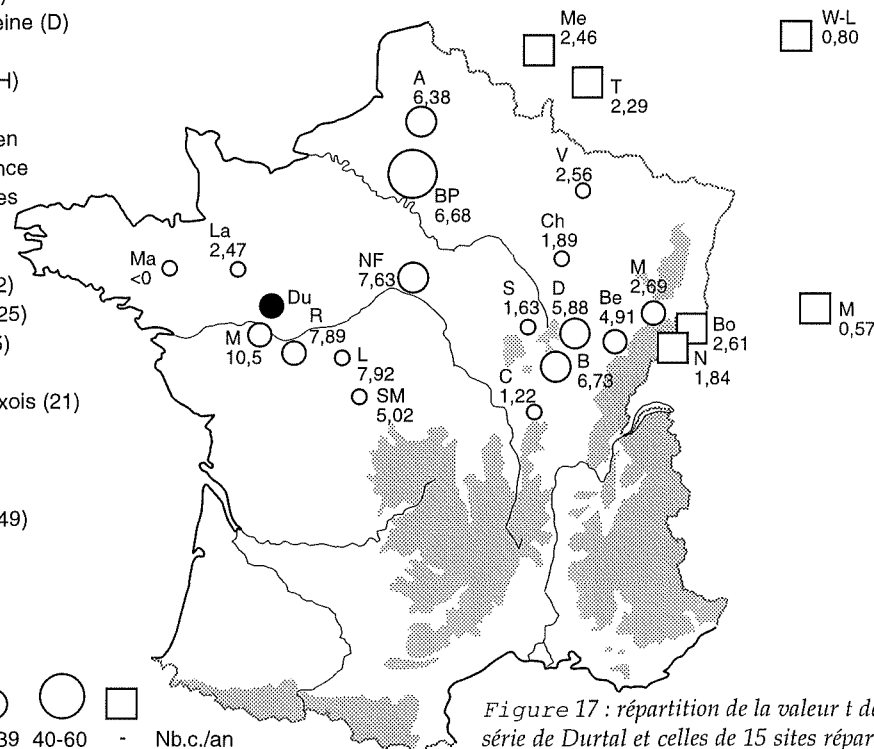 eine (D)
H)
en
nce
es
2)
25)
5)
xois (21)
49)
Me
2,46
W-L
0,80
T
2,29
A
6,38
BP
6,68
V
2,56
Ch
1,89
La
2,47
Ma
<0
NF
7,63
Du
M
10,5
R
7,89
L
7,92
SM
5,02
S
1,63
D
5,88
Be
4,91
M
2,69
Bo
2,61
N
1,84
B
6,73
C
1,22
M
0,57
39 40-60 - Nb.c./an
Figure 17 : répartition de la valeur t de
série de Durtal et celles de 15 sites répar